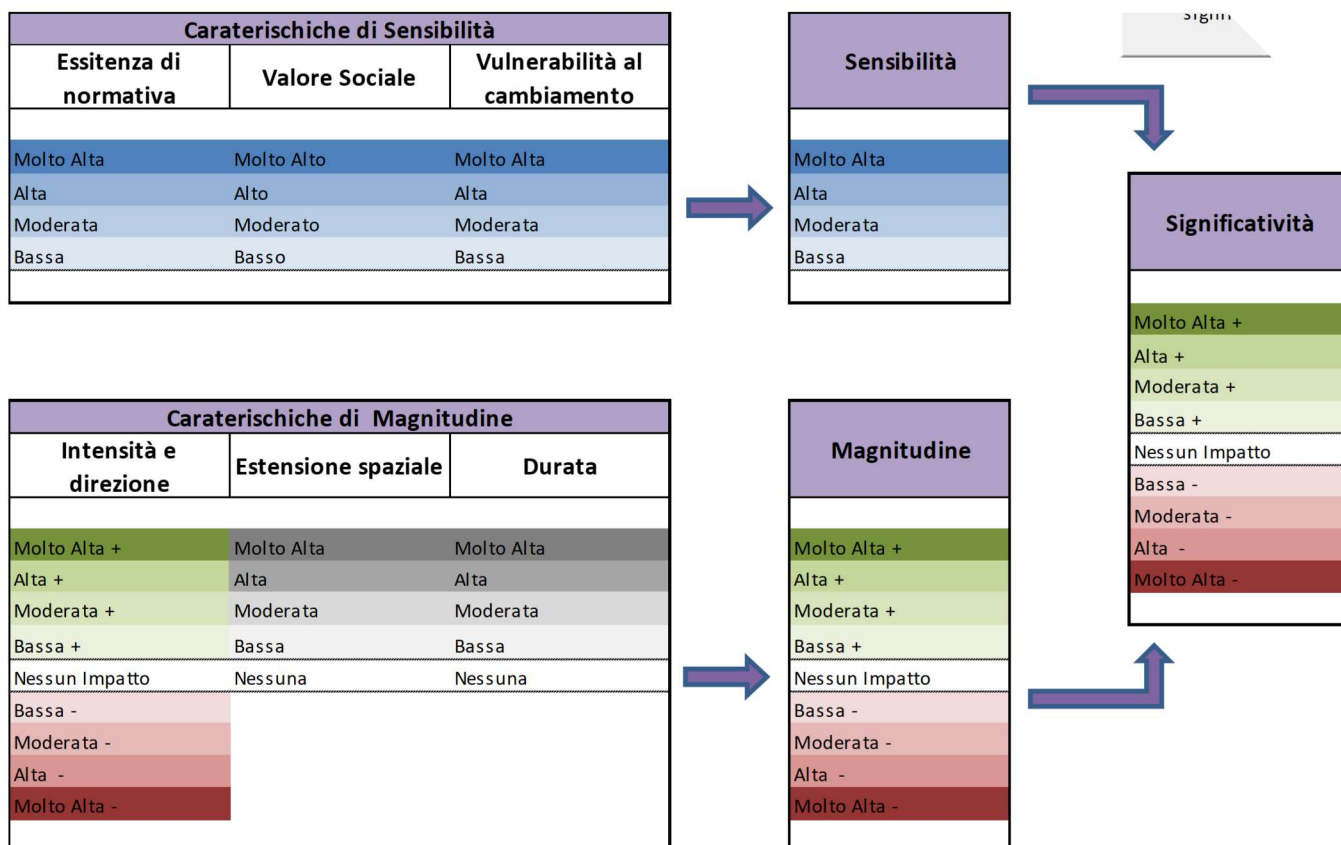 Caraterischiche di Sensibilità
Essitenza di
normativa
Valore Sociale
Vulnerabilità al
cambiamento
Molto Alta Molto Alto Molto Alta
Alta Alto Alta
Moderata Moderato Moderata
Bassa Basso Bassa
Sensibilità
Molto Alta
Alta
Moderata
Bassa
Caraterischiche di Magnitudine
Intensità e
direzione
Estensione spaziale
Durata
Molto Alta + Molto Alta Molto Alta
Alta + Alta Alta
Moderata + Moderata Moderata
Bassa + Bassa Bassa
Nessun Impatto Nessuna Nessuna
Bassa -
Moderata -
Alta -
Molto Alta -
Magnitudine
Molto Alta +
Alta +
Moderata +
Bassa +
Nessun Impatto
Bassa -
Moderata -
Alta -
Molto Alta -
Significatività
Molto Alta +
Alta +
Moderata +
Bassa +
Nessun Impatto
Bassa -
Moderata -
Alta -
Molto Alta -